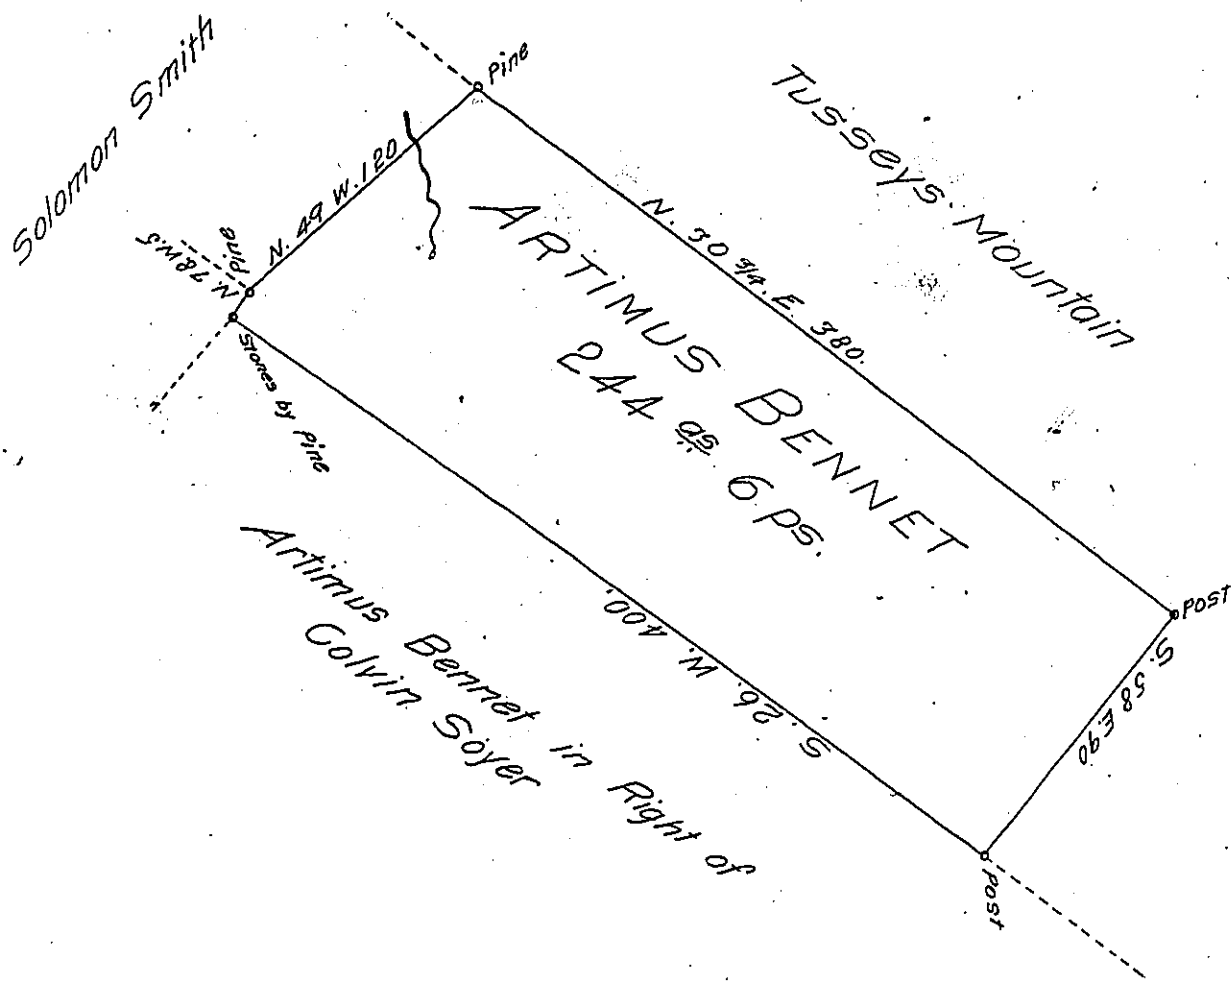 Solomon Smith
Pine
Tusseys Mountain
N. 49 W. 120
Pine
N. 78 W. 5
Stones by Pine
N. 30 3/4. E. 380.
ARTIMUS BENNET
244 as 6 ps.
Post
S. 58 E. 90
S. 26. W. 400.
Post
Artimus Bennet in Right of
Colvin Soyer